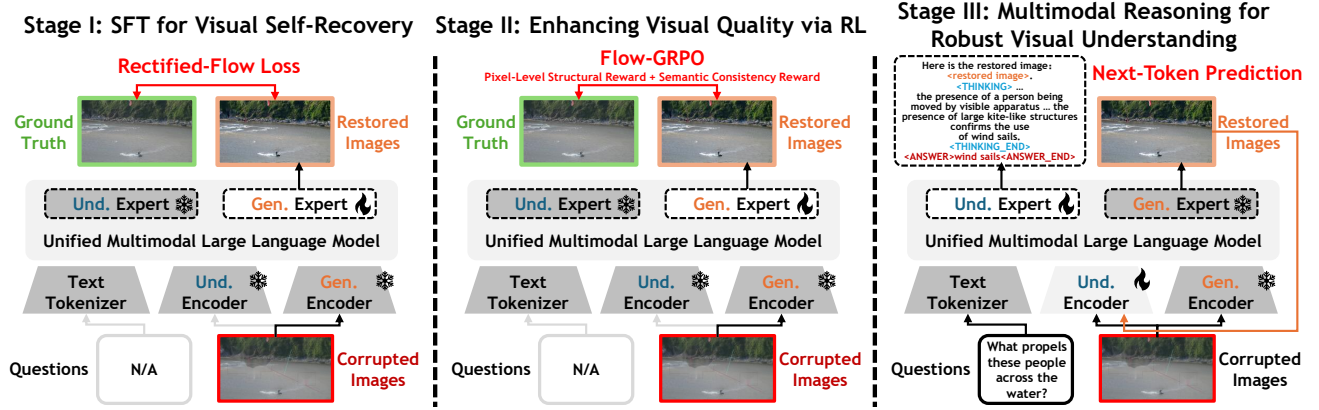 Stage I: SFT for Visual Self-Recovery
Rectified-Flow Loss
Ground
Truth
Restored
Images
Und. Expert
Gen. Expert
Unified Multimodal Large Language Model
Text
Tokenizer
Und.
Encoder
Gen.
Encoder
Questions
N/A
Corrupted
Images
Stage II: Enhancing Visual Quality via RL
Flow-GRPO
Pixel-Level Structural Reward + Semantic Consistency Reward
Ground
Truth
Restored
Images
Und. Expert
Gen. Expert
Unified Multimodal Large Language Model
Text
Tokenizer
Und.
Encoder
Gen.
Encoder
Questions
N/A
Corrupted
Images
Stage III: Multimodal Reasoning for
Robust Visual Understanding
Here is the restored image:
<restored image>.
<THINKING> ...
the presence of a person being
moved by visible apparatus ... the
presence of large kite-like structures
confirms the use
of wind sails.
<THINKING_END>
<ANSWER>wind sails<ANSWER_END>
Next-Token Prediction
Restored
Images
Und. Expert
Gen. Expert
Unified Multimodal Large Language Model
Text
Tokenizer
Und.
Encoder
Gen.
Encoder
Questions
What propels
these people
across the
water?
Corrupted
Images